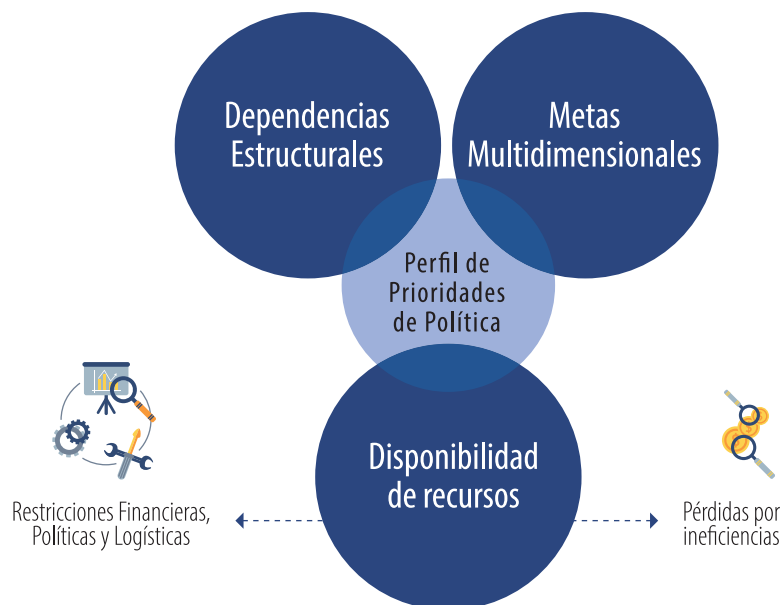 Dependencias
Estructurales
Metas
Multidimensionales
Perfil de
Prioridades
de Política
Disponibilidad
de recursos
Restricciones Financieras,
Políticas y Logísticas
Pérdidas por
ineficiencias